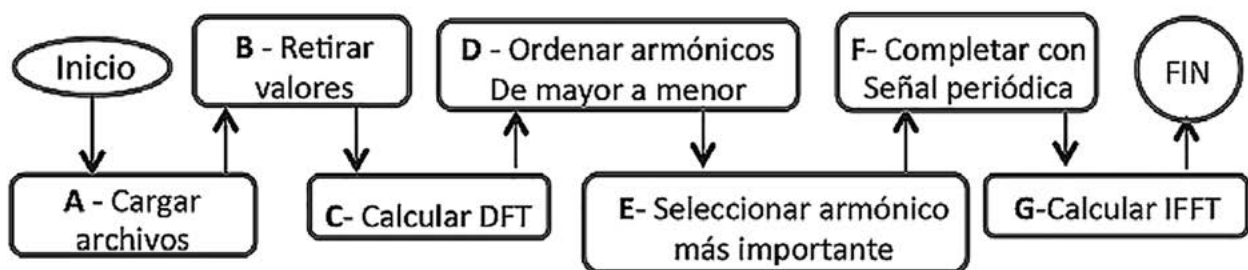 Inicio
A - Cargar
archivos
B - Retirar
valores
C- Calcular DFT
D - Ordenar armónicos
De mayor a menor
E- Seleccionar armónico
más importante
F- Completar con
Señal periódica
G-Calcular IFFT
FIN